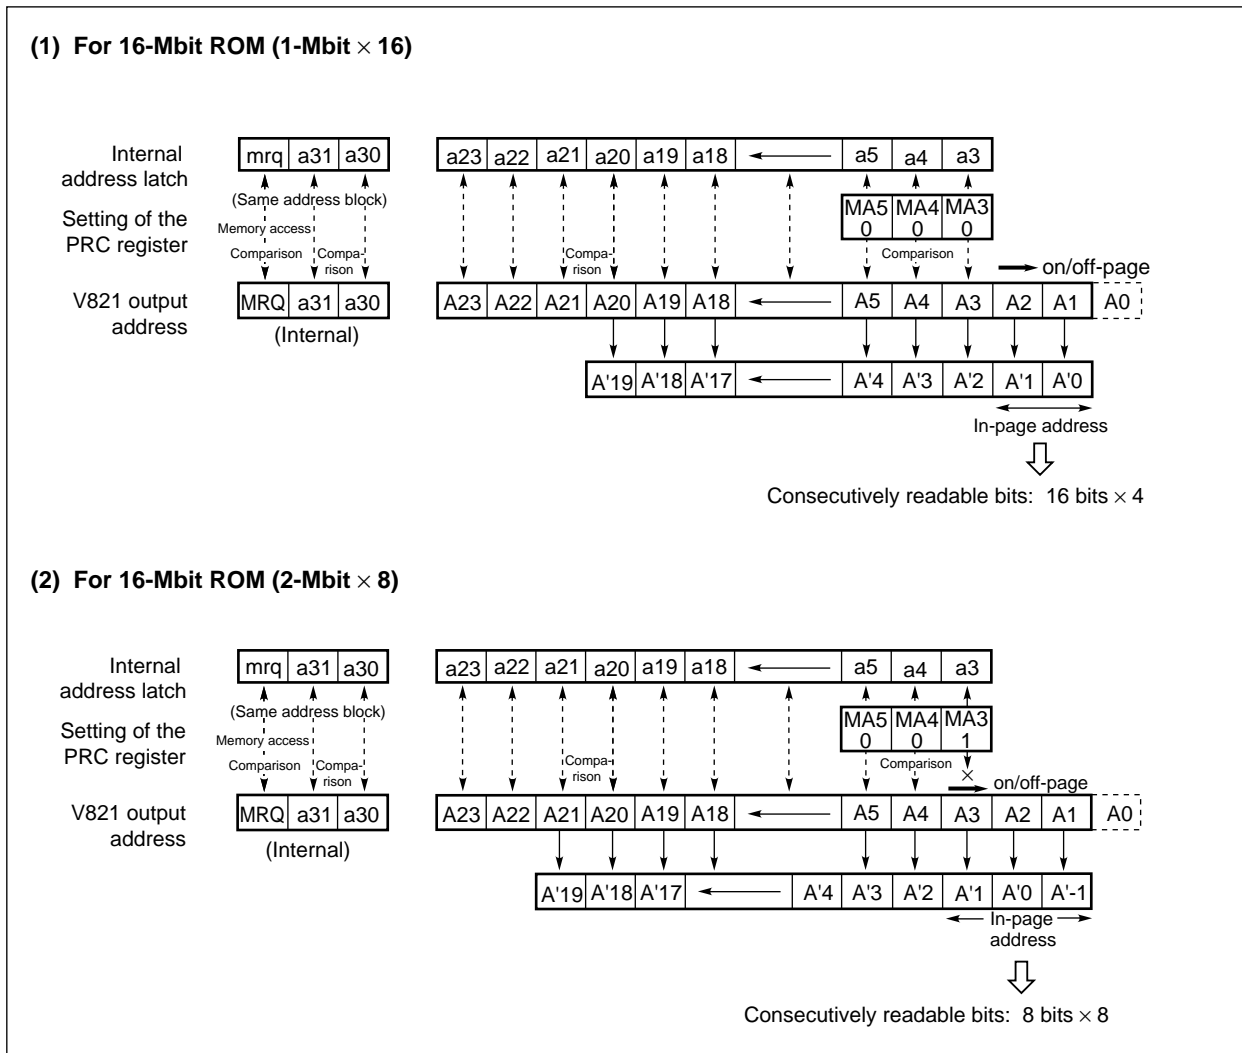 (1) For 16-Mbit ROM (1-Mbit × 16)
Internal address latch
mrq a31 a30
a23 a22 a21 a20 a19 a18 a5 a4 a3
(Same address block)
Setting of the PRC register
MA5 MA4 MA3
0 0 0
Memory access
Comparison
Compa-
rison
Compa-
rison
Comparison
on/off-page
V821 output address
MRQ a31 a30
A23 A22 A21 A20 A19 A18 A5 A4 A3 A2 A1 A0
(Internal)
A'19 A'18 A'17 A'4 A'3 A'2 A'1 A'0
In-page address
Consecutively readable bits: 16 bits × 4
(2) For 16-Mbit ROM (2-Mbit × 8)
Internal address latch
mrq a31 a30
a23 a22 a21 a20 a19 a18 a5 a4 a3
(Same address block)
Setting of the PRC register
MA5 MA4 MA3
0 0 1
Memory access
Comparison
Compa-
rison
Compa-
rison
Comparison
×
on/off-page
V821 output address
MRQ a31 a30
A23 A22 A21 A20 A19 A18 A5 A4 A3 A2 A1 A0
(Internal)
A'19 A'18 A'17 A'4 A'3 A'2 A'1 A'0 A'-1
In-page
address
Consecutively readable bits: 8 bits × 8